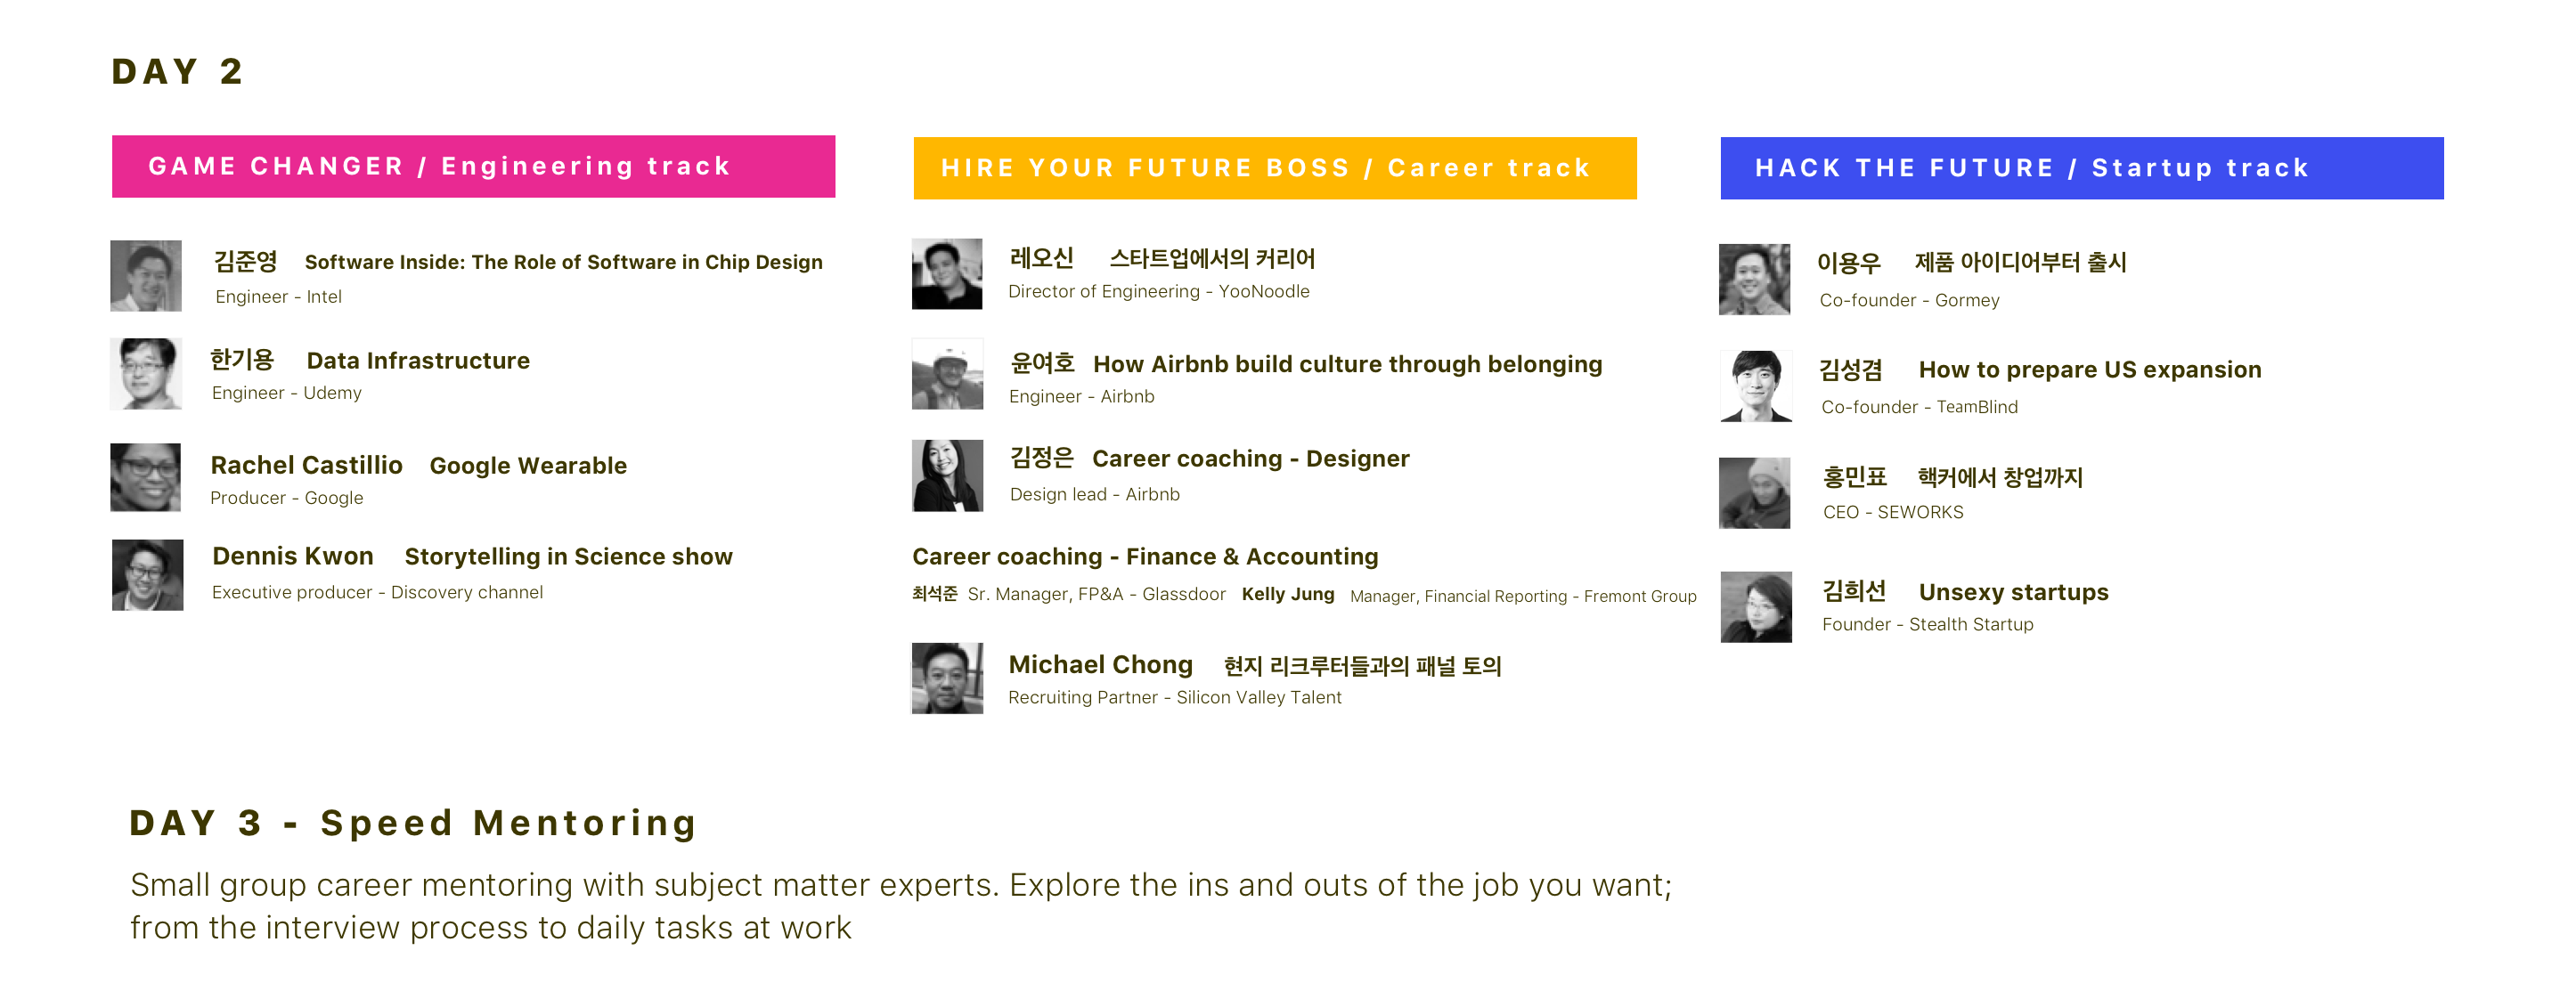 DAY 2
GAME CHANGER / Engineering track
김준영 Software Inside: The Role of Software in Chip Design
Engineer - Intel
한기용 Data Infrastructure
Engineer - Udemy
Rachel Castillio Google Wearable
Producer - Google
Dennis Kwon Storytelling in Science show
Executive producer - Discovery channel
HIRE YOUR FUTURE BOSS / Career track
레오신 스타트업에서의 커리어
Director of Engineering - YooNoodle
윤여호 How Airbnb build culture through belonging
Engineer - Airbnb
김정은 Career coaching - Designer
Design lead - Airbnb
Career coaching - Finance & Accounting
최석준 Sr. Manager, FP&A - Glassdoor Kelly Jung Manager, Financial Reporting - Fremont Group
Michael Chong 현지 리크루터들과의 패널 토의
Recruiting Partner - Silicon Valley Talent
HACK THE FUTURE / Startup track
이용우 제품 아이디어부터 출시
Co-founder - Gormey
김성겸 How to prepare US expansion
Co-founder - TeamBlind
홍민표 핵커에서 창업까지
CEO - SEWORKS
김희선 Unsexy startups
Founder - Stealth Startup
DAY 3 - Speed Mentoring
Small group career mentoring with subject matter experts. Explore the ins and outs of the job you want;
from the interview process to daily tasks at work